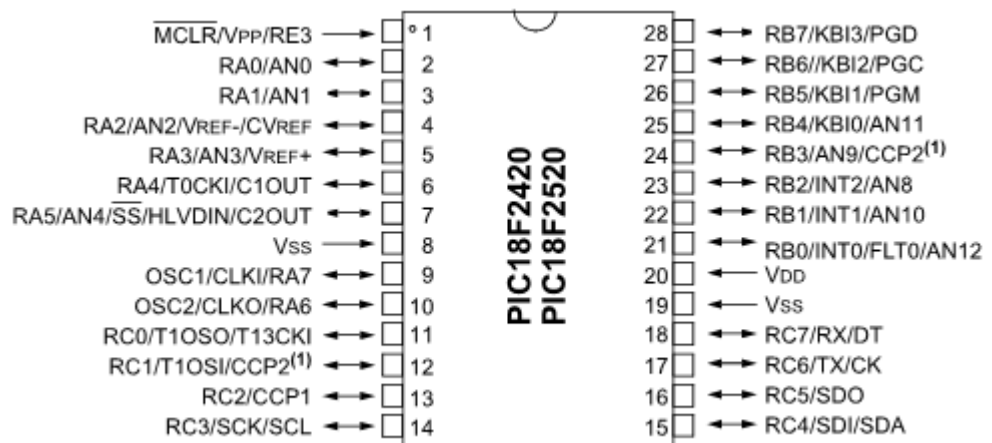 MCLR/VPP/RE3 1
RA0/AN0 2
RA1/AN1 3
RA2/AN2/VREF-/CVREF 4
RA3/AN3/VREF+ 5
RA4/T0CKI/C1OUT 6
RA5/AN4/SS/HLVDIN/C2OUT 7
VSS 8
OSC1/CLKI/RA7 9
OSC2/CLKO/RA6 10
RC0/T1OSO/T13CKI 11
RC1/T1OSI/CCP2(1) 12
RC2/CCP1 13
RC3/SCK/SCL 14
PIC18F2420
PIC18F2520
28 RB7/KBI3/PGD
27 RB6//KBI2/PGC
26 RB5/KBI1/PGM
25 RB4/KBI0/AN11
24 RB3/AN9/CCP2(1)
23 RB2/INT2/AN8
22 RB1/INT1/AN10
21 RB0/INT0/FLT0/AN12
20 VDD
19 VSS
18 RC7/RX/DT
17 RC6/TX/CK
16 RC5/SDO
15 RC4/SDI/SDA